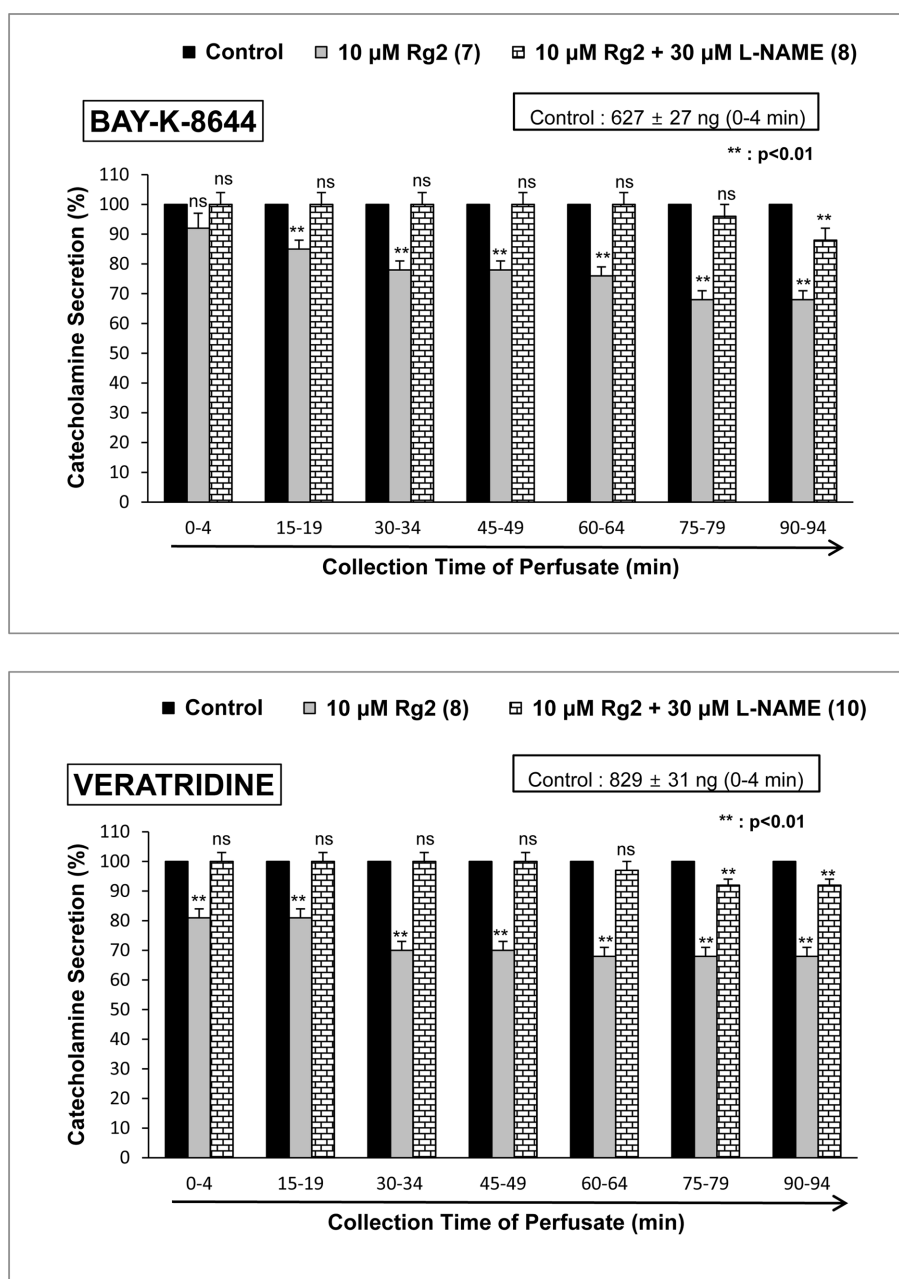 Control 10 µM Rg2 (7) 10 µM Rg2 + 30 µM L-NAME (8)
BAY-K-8644
Control : 627 ± 27 ng (0-4 min)
** : p<0.01
Catecholamine Secretion (%)
110
100
90
80
70
60
50
40
30
20
10
0
ns ns
** ns
** ns
** ns
** ns
** ns
** **
0-4 15-19 30-34 45-49 60-64 75-79 90-94
Collection Time of Perfusate (min)
Control 10 µM Rg2 (8) 10 µM Rg2 + 30 µM L-NAME (10)
VERATRIDINE
Control : 829 ± 31 ng (0-4 min)
** : p<0.01
Catecholamine Secretion (%)
110
100
90
80
70
60
50
40
30
20
10
0
** ns
** ns
** ns
** ns
** ns
** **
** **
0-4 15-19 30-34 45-49 60-64 75-79 90-94
Collection Time of Perfusate (min)